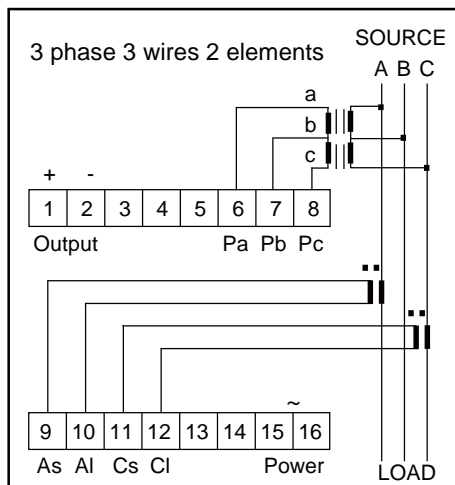 3 phase 3 wires 2 elements
SOURCE
A B C
a
b
c
+ -
1 2 3 4 5 6 7 8
Output Pa Pb Pc
~
9 10 11 12 13 14 15 16
As Al Cs Cl Power
LOAD